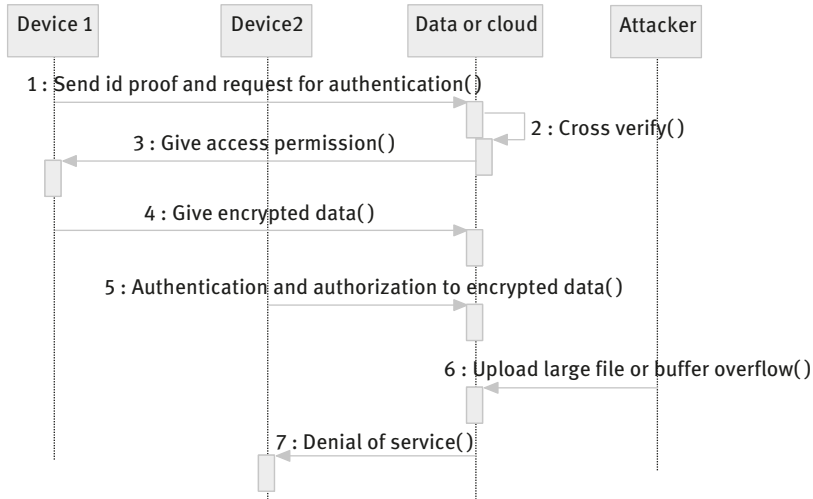 Device 1
Device2
Data or cloud
Attacker
1 : Send id proof and request for authentication( )
2 : Cross verify( )
3 : Give access permission( )
4 : Give encrypted data( )
5 : Authentication and authorization to encrypted data( )
6 : Upload large file or buffer overflow( )
7 : Denial of service( )